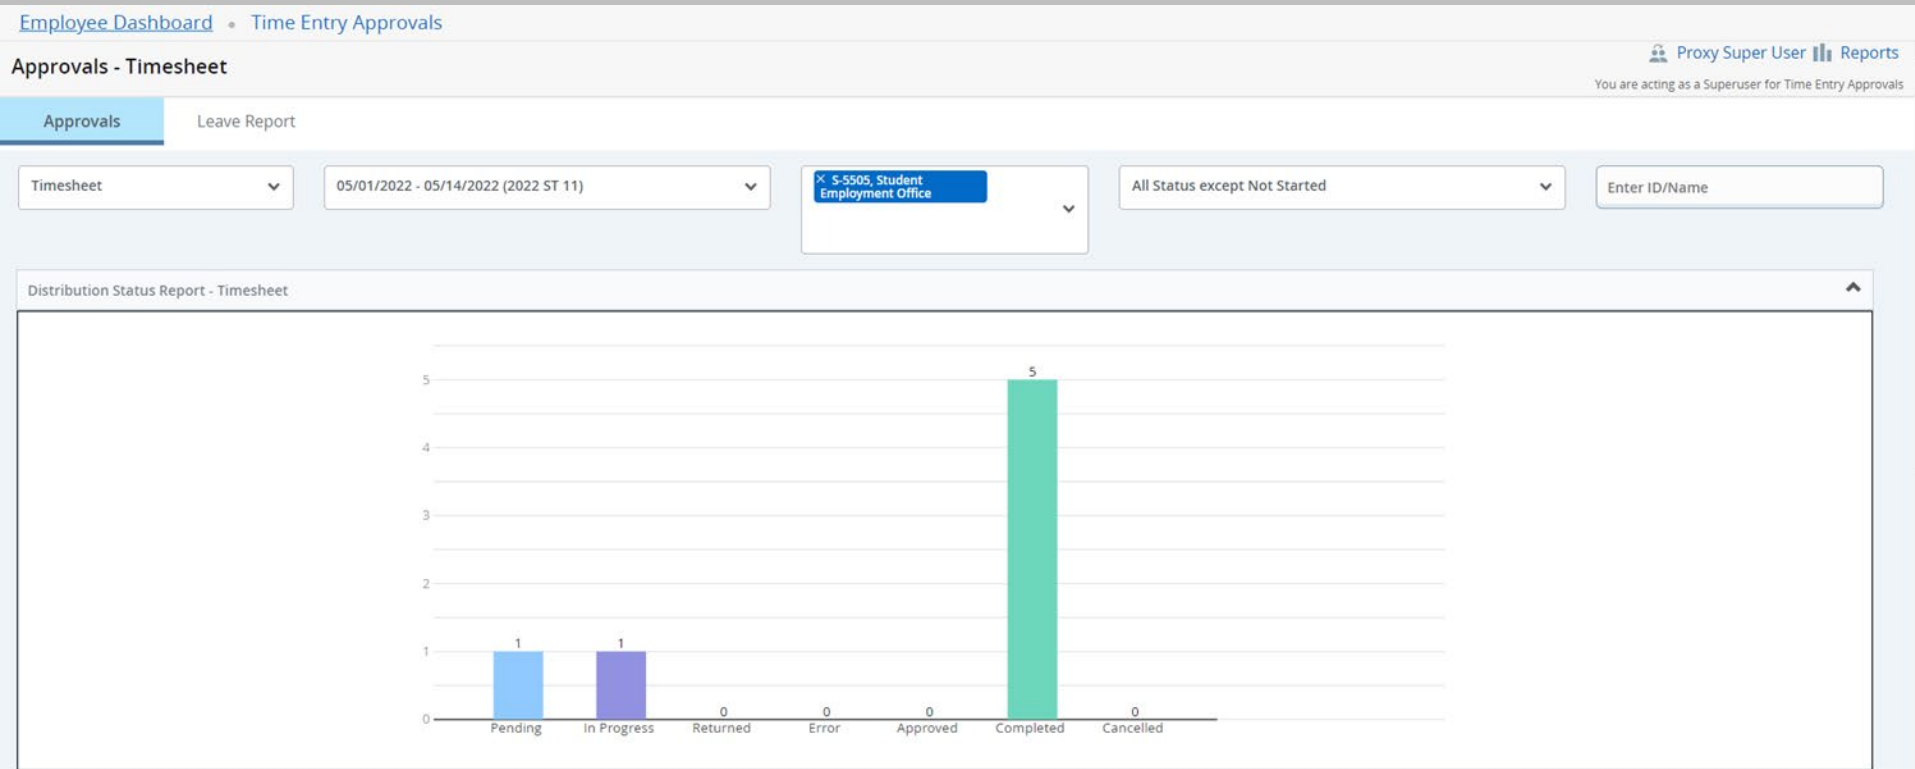 Employee Dashboard • Time Entry Approvals
Approvals - Timesheet
Proxy Super User Reports
You are acting as a Superuser for Time Entry Approvals
Approvals Leave Report
Timesheet
05/01/2022 - 05/14/2022 (2022 ST 11)
× S-5505, Student
Employment Office
All Status except Not Started
Enter ID/Name
Distribution Status Report - Timesheet
5
4
3
2
1
0
1 1 0 0 0 5 0
Pending In Progress Returned Error Approved Completed Cancelled